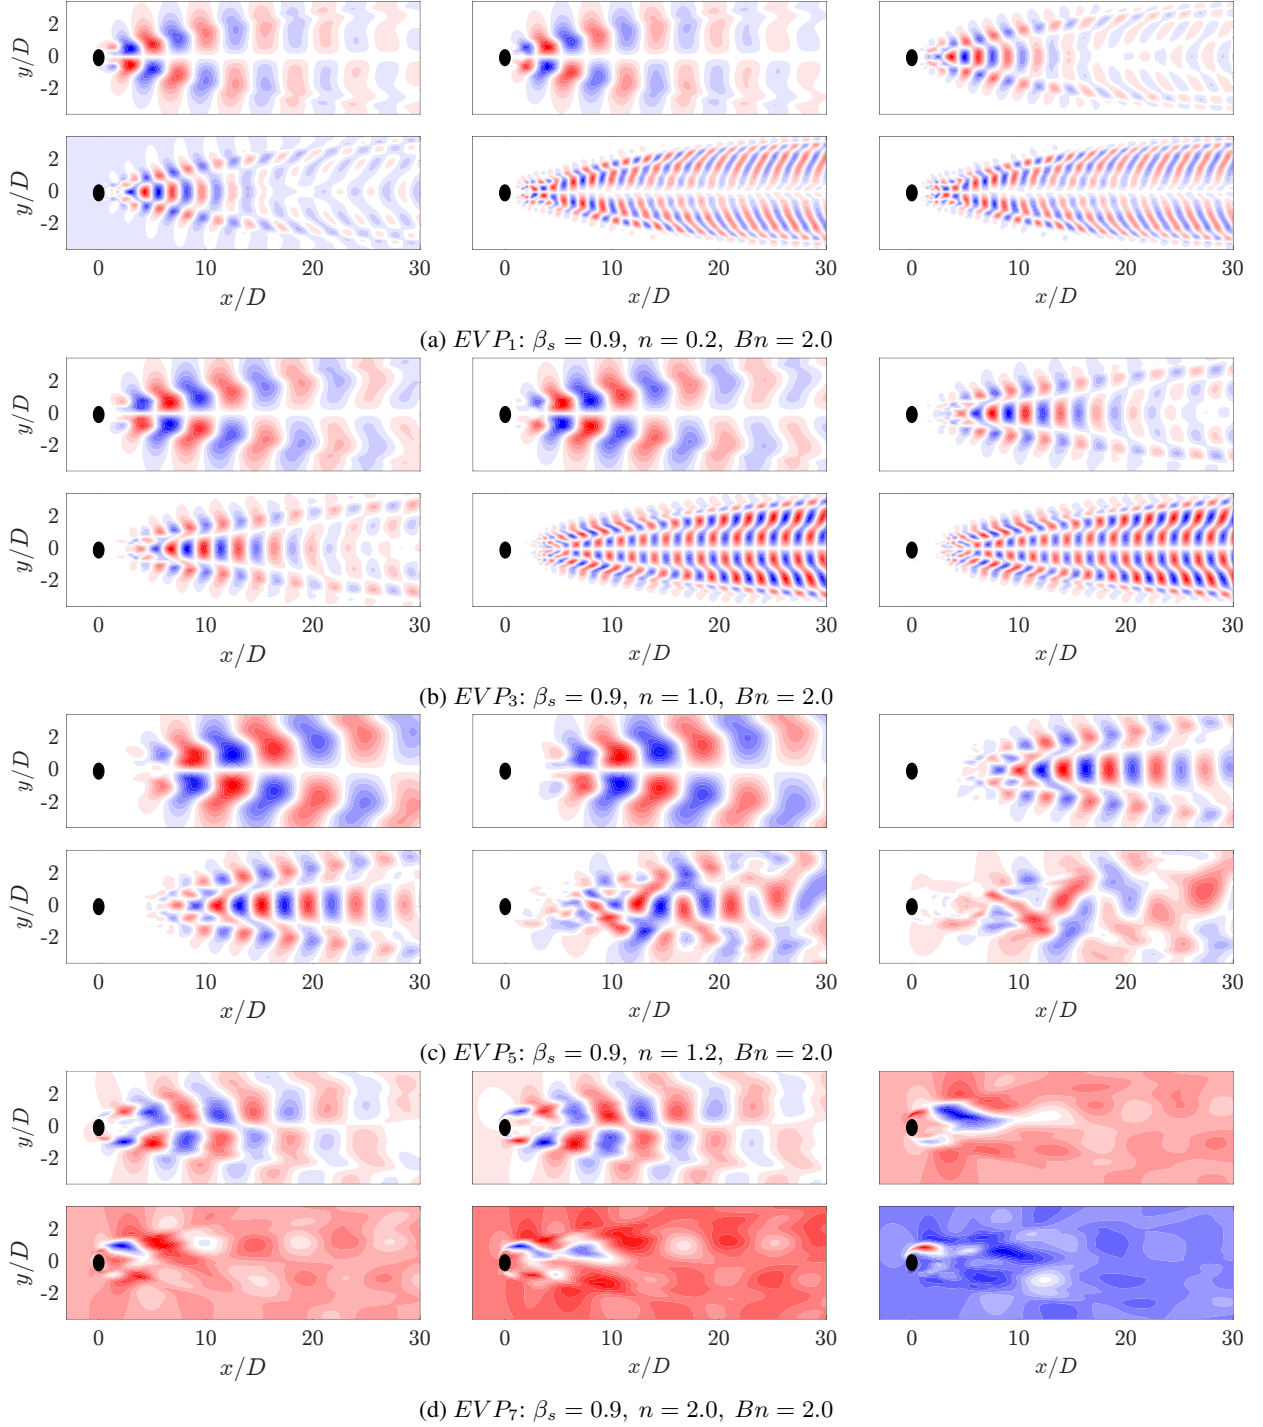 2
0
-2
y/D
2
0
-2
y/D
0 10 20 30
0 10 20 30
0 10 20 30
x/D x/D x/D
(a) EVP₁: βₛ = 0.9, n = 0.2, Bn = 2.0
2
0
-2
y/D
2
0
-2
y/D
0 10 20 30
0 10 20 30
0 10 20 30
x/D x/D x/D
(b) EVP₃: βₛ = 0.9, n = 1.0, Bn = 2.0
2
0
-2
y/D
2
0
-2
y/D
0 10 20 30
0 10 20 30
0 10 20 30
x/D x/D x/D
(c) EVP₅: βₛ = 0.9, n = 1.2, Bn = 2.0
2
0
-2
y/D
2
0
-2
y/D
0 10 20 30
0 10 20 30
0 10 20 30
x/D x/D x/D
(d) EVP₇: βₛ = 0.9, n = 2.0, Bn = 2.0